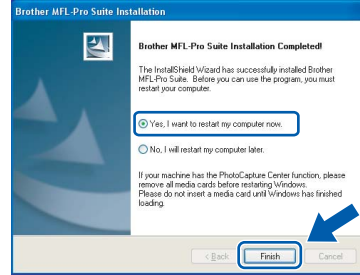 Brother MFL-Pro Suite Installation
Brother MFL-Pro Suite Installation Completed!
The InstallShield Wizard has successfully installed Brother
MFL-Pro Suite. Before you can use the program, you must
restart your computer.
Yes, I want to restart my computer now.
No, I will restart my computer later.
If your machine has the PhotoCapture Center function, please
remove all media cards before restarting Windows.
Please do not insert a media card until Windows has finished
loading.
< Back Finish Cancel